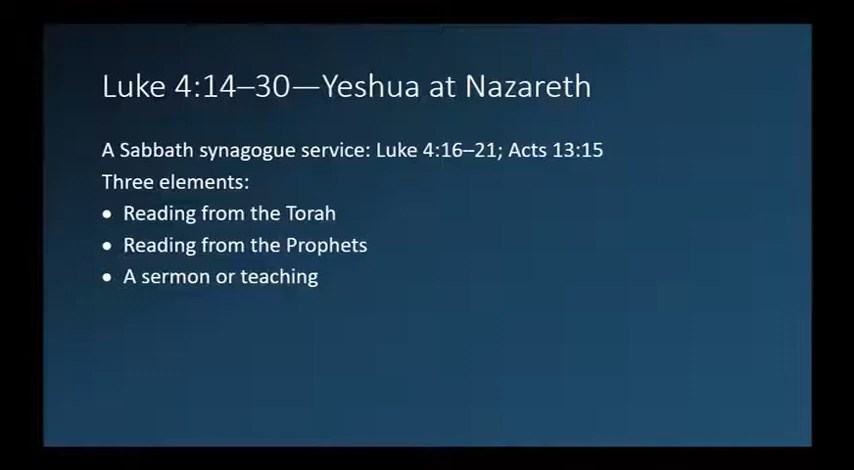 Luke 4:14–30—Yeshua at Nazareth
A Sabbath synagogue service: Luke 4:16–21; Acts 13:15
Three elements:
• Reading from the Torah
• Reading from the Prophets
• A sermon or teaching